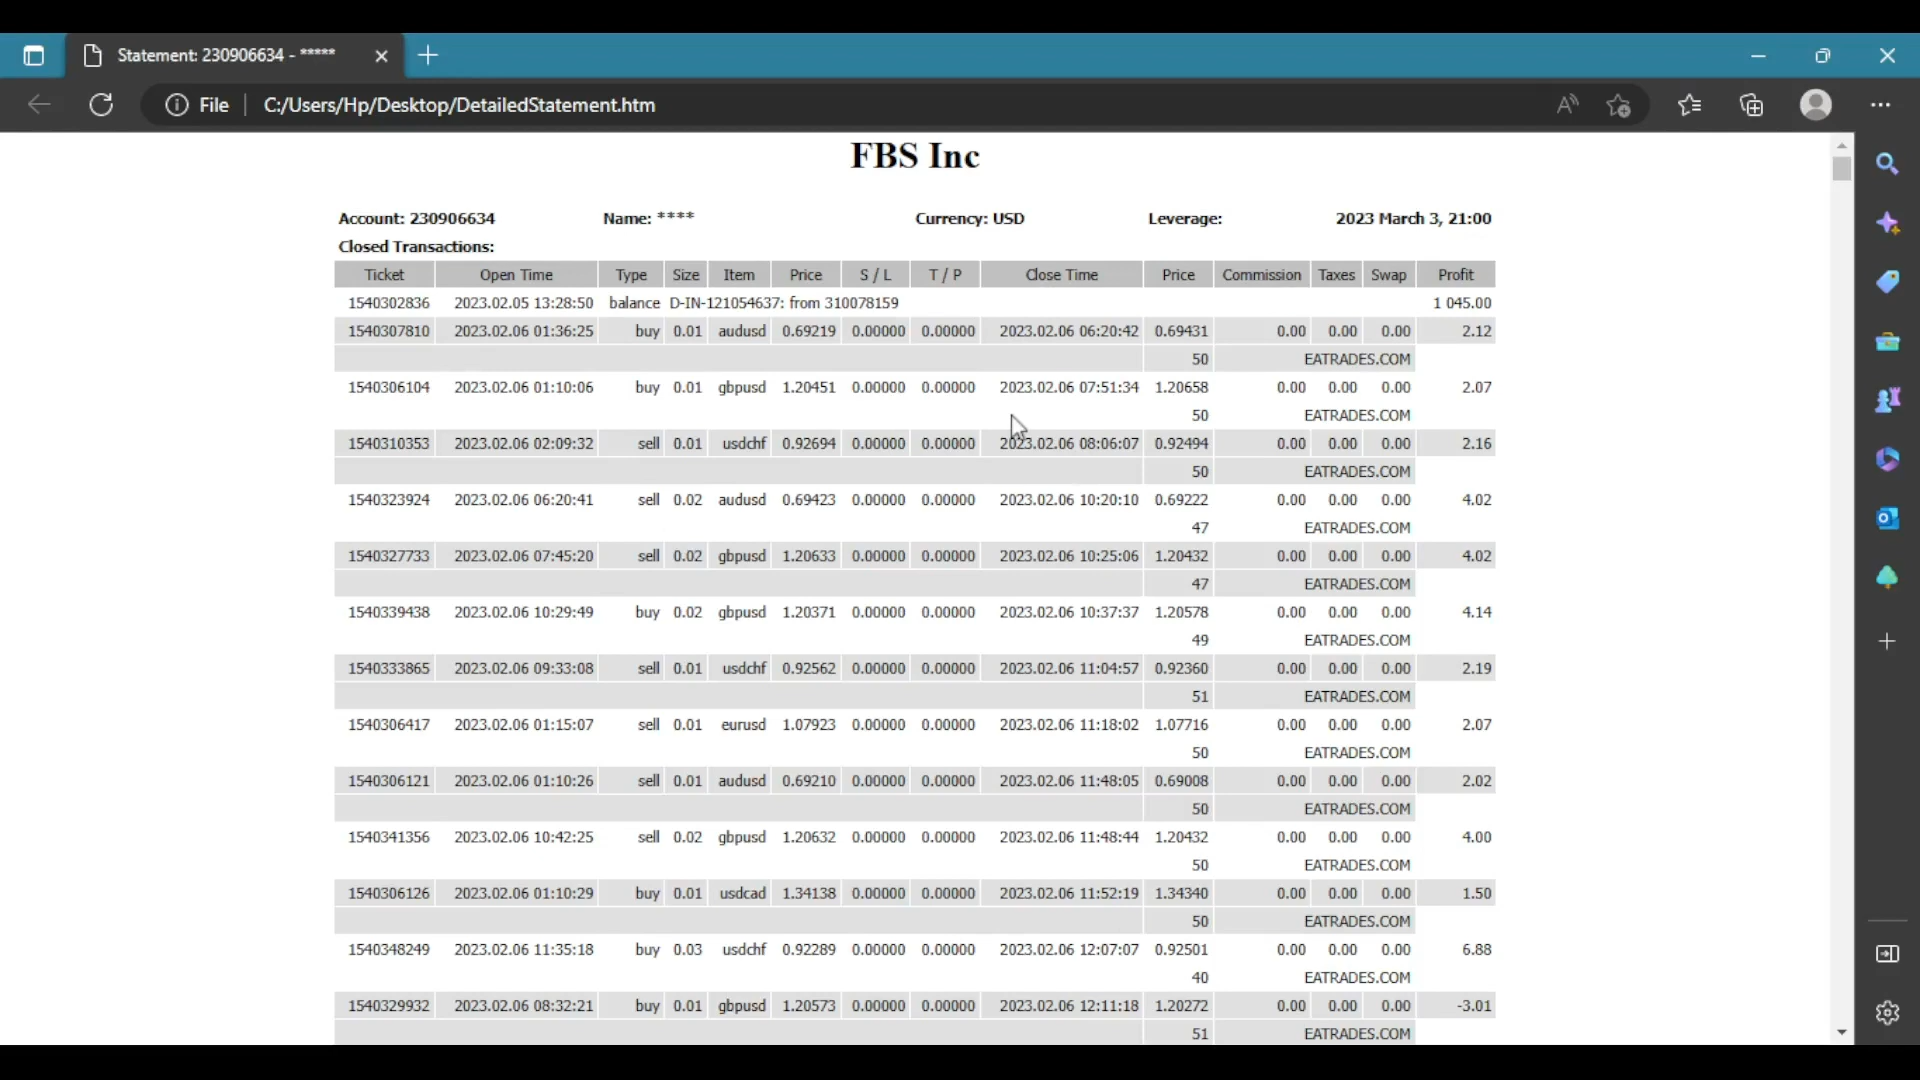 Statement: 230906634 - *****
File C:/Users/Hp/Desktop/DetailedStatement.htm
FBS Inc
Account: 230906634 Name: **** Currency: USD Leverage: 2023 March 3, 21:00
Closed Transactions:
Ticket Open Time Type Size Item Price S / L T / P Close Time Price Commission Taxes Swap Profit
1540302836 2023.02.05 13:28:50 balance D-IN-121054637: from 310078159 1 045.00
1540307810 2023.02.06 01:36:25 buy 0.01 audusd 0.69219 0.00000 0.00000 2023.02.06 06:20:42 0.69431 0.00 0.00 0.00 2.12
50 EATRADES.COM
1540306104 2023.02.06 01:10:06 buy 0.01 gbpusd 1.20451 0.00000 0.00000 2023.02.06 07:51:34 1.20658 0.00 0.00 0.00 2.07
50 EATRADES.COM
1540310353 2023.02.06 02:09:32 sell 0.01 usdchf 0.92694 0.00000 0.00000 2023.02.06 08:06:07 0.92494 0.00 0.00 0.00 2.16
50 EATRADES.COM
1540323924 2023.02.06 06:20:41 sell 0.02 audusd 0.69423 0.00000 0.00000 2023.02.06 10:20:10 0.69222 0.00 0.00 0.00 4.02
47 EATRADES.COM
1540327733 2023.02.06 07:45:20 sell 0.02 gbpusd 1.20633 0.00000 0.00000 2023.02.06 10:25:06 1.20432 0.00 0.00 0.00 4.02
47 EATRADES.COM
1540339438 2023.02.06 10:29:49 buy 0.02 gbpusd 1.20371 0.00000 0.00000 2023.02.06 10:37:37 1.20578 0.00 0.00 0.00 4.14
49 EATRADES.COM
1540333865 2023.02.06 09:33:08 sell 0.01 usdchf 0.92562 0.00000 0.00000 2023.02.06 11:04:57 0.92360 0.00 0.00 0.00 2.19
51 EATRADES.COM
1540306417 2023.02.06 01:15:07 sell 0.01 eurusd 1.07923 0.00000 0.00000 2023.02.06 11:18:02 1.07716 0.00 0.00 0.00 2.07
50 EATRADES.COM
1540306121 2023.02.06 01:10:26 sell 0.01 audusd 0.69210 0.00000 0.00000 2023.02.06 11:48:05 0.69008 0.00 0.00 0.00 2.02
50 EATRADES.COM
1540341356 2023.02.06 10:42:25 sell 0.02 gbpusd 1.20632 0.00000 0.00000 2023.02.06 11:48:44 1.20432 0.00 0.00 0.00 4.00
50 EATRADES.COM
1540306126 2023.02.06 01:10:29 buy 0.01 usdcad 1.34138 0.00000 0.00000 2023.02.06 11:52:19 1.34340 0.00 0.00 0.00 1.50
50 EATRADES.COM
1540348249 2023.02.06 11:35:18 buy 0.03 usdchf 0.92289 0.00000 0.00000 2023.02.06 12:07:07 0.92501 0.00 0.00 0.00 6.88
40 EATRADES.COM
1540329932 2023.02.06 08:32:21 buy 0.01 gbpusd 1.20573 0.00000 0.00000 2023.02.06 12:11:18 1.20272 0.00 0.00 0.00 -3.01
51 EATRADES.COM